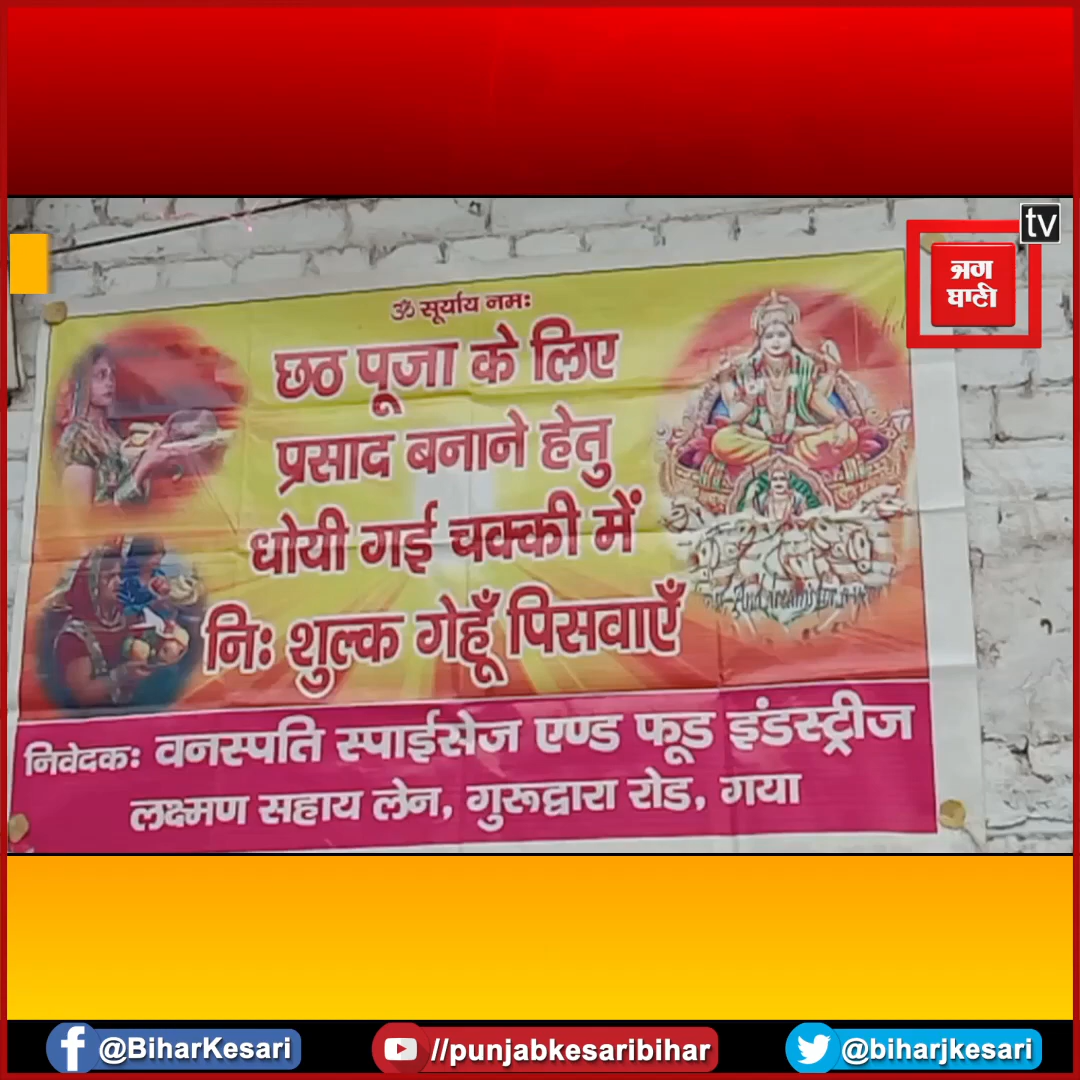 tv
ਜਗ
ਬਾਣੀ
ॐ सूर्याय नमः
छठ पूजा के लिए
प्रसाद बनाने हेतु
धोयी गई चक्की में
निः शुल्क गेहूँ पिसवाएँ
निवेदकः वनस्पति स्पाईसेज एण्ड फूड इंडस्ट्रीज
लक्ष्मण सहाय लेन, गुरूद्वारा रोड, गया
@BiharKesari
//punjabkesaribihar
@biharjkesari